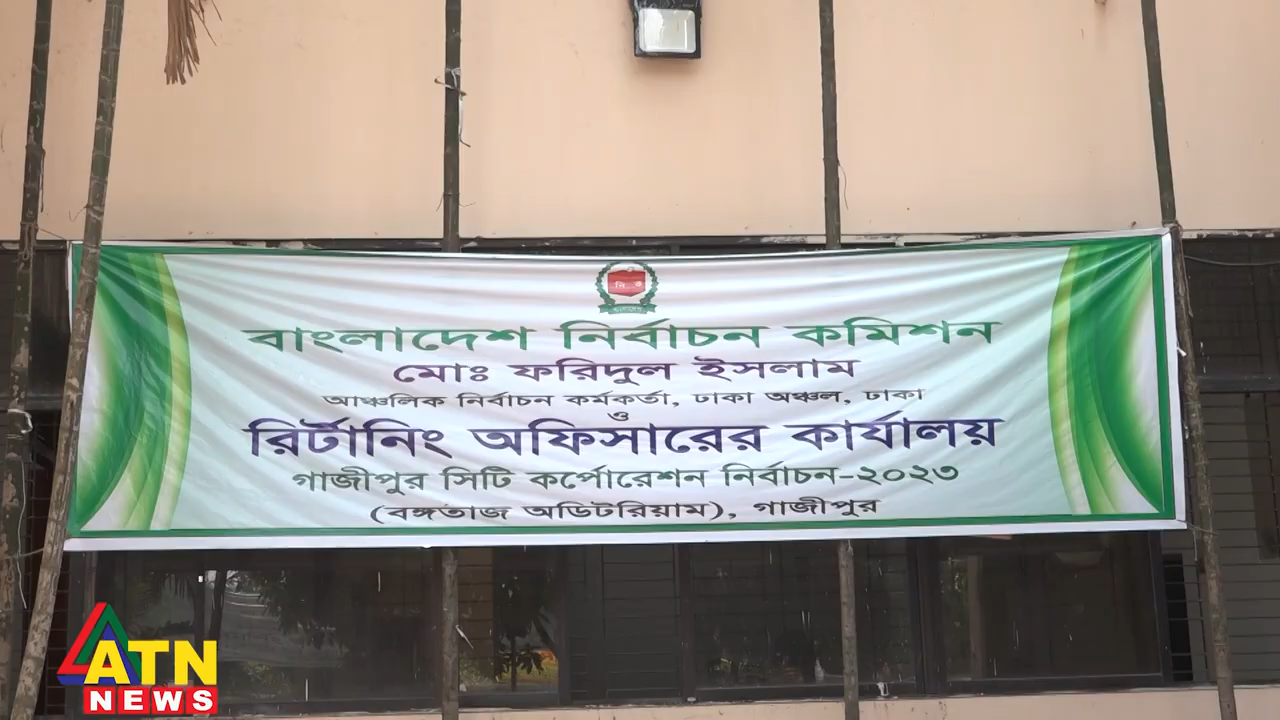 বাংলাদেশ নির্বাচন কমিশন
মোঃ ফরিদুল ইসলাম
আঞ্চলিক নির্বাচন কর্মকর্তা, ঢাকা অঞ্চল, ঢাকা
ও
রির্টানিং অফিসারের কার্যালয়
গাজীপুর সিটি কর্পোরেশন নির্বাচন-২০২৩
(বঙ্গতাজ অডিটরিয়াম), গাজীপুর
ATN
NEWS